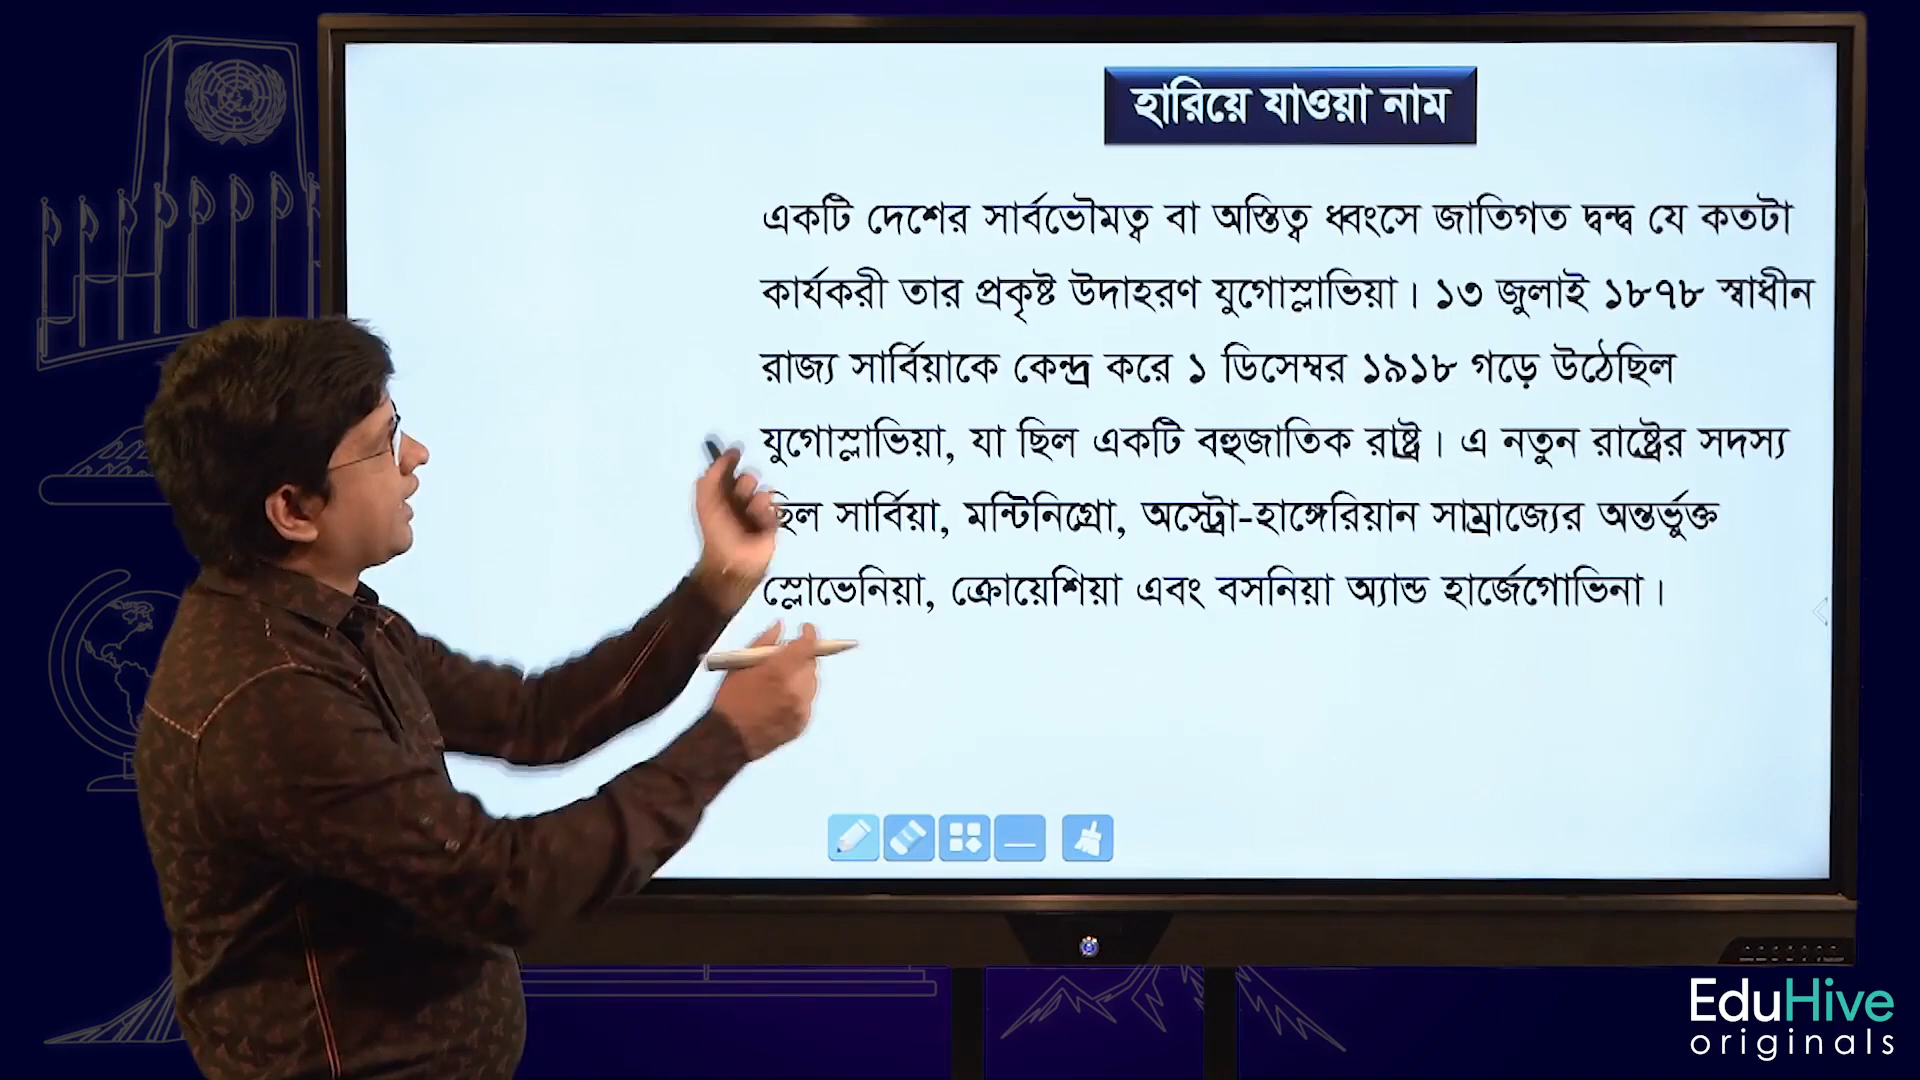 হারিয়ে যাওয়া নাম
একটি দেশের সার্বভৌমত্ব বা অস্তিত্ব ধ্বংসে জাতিগত দ্বন্দ্ব যে কতটা
কার্যকরী তার প্রকৃষ্ট উদাহরণ যুগোস্লাভিয়া। ১৩ জুলাই ১৮৭৮ স্বাধীন
রাজ্য সার্বিয়াকে কেন্দ্র করে ১ ডিসেম্বর ১৯১৮ গড়ে উঠেছিল
যুগোস্লাভিয়া, যা ছিল একটি বহুজাতিক রাষ্ট্র। এ নতুন রাষ্ট্রের সদস্য
ছিল সার্বিয়া, মন্টিনিগ্রো, অস্ট্রো-হাঙ্গেরিয়ান সাম্রাজ্যের অন্তর্ভুক্ত
স্লোভেনিয়া, ক্রোয়েশিয়া এবং বসনিয়া অ্যান্ড হার্জেগোভিনা।
EduHive
originals